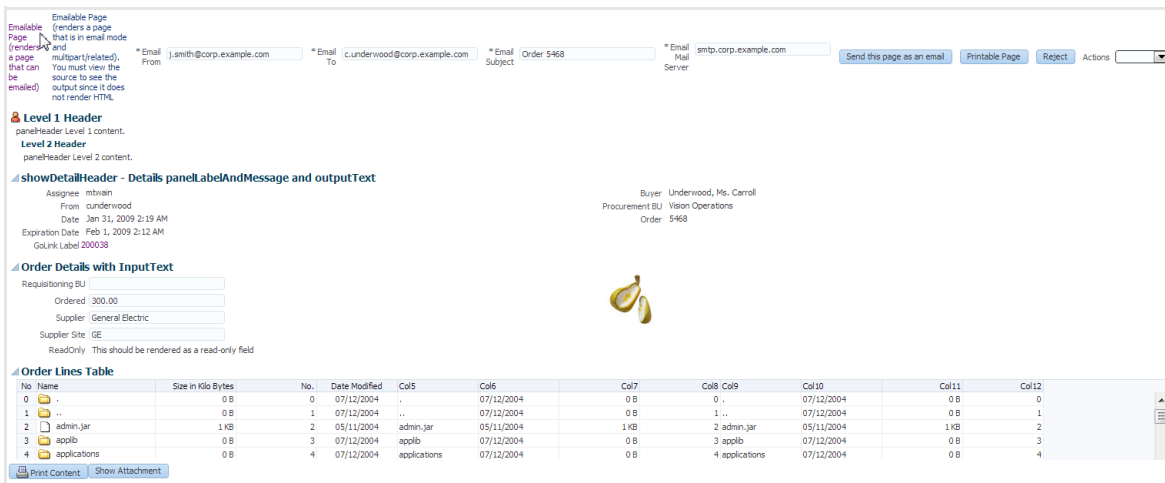 Emailable
Page
(renders
a page
that can
be
emailed)
Emailable Page
(renders a page
that is in email mode
and
multipart/related).
You must view the
source to see the
output since it does
not render HTML
* Email From j.smith@corp.example.com
* Email To c.underwood@corp.example.com
* Email Subject Order 5468
* Email Mail Server smtp.corp.example.com
Send this page as an email Printable Page Reject Actions
Level 1 Header
panelHeader Level 1 content.
Level 2 Header
panelHeader Level 2 content.
showDetailHeader - Details panelLabelAndMessage and outputText
Assignee mtwain
From cunderwood
Date Jan 31, 2009 2:19 AM
Expiration Date Feb 1, 2009 2:12 AM
GoLink Label 200038
Buyer Underwood, Ms. Carroll
Procurement BU Vision Operations
Order 5468
Order Details with InputText
Requisitioning BU
Ordered 300.00
Supplier General Electric
Supplier Site GE
ReadOnly This should be rendered as a read-only field
Order Lines Table
No Name Size in Kilo Bytes No. Date Modified Col5 Col6 Col7 Col8 Col9 Col10 Col11 Col12
0 . 0 B 0 07/12/2004 . 07/12/2004 0 B 0 . 07/12/2004 0 B 0
1 .. 0 B 1 07/12/2004 .. 07/12/2004 0 B 1 .. 07/12/2004 0 B 1
2 admin.jar 1 KB 2 05/11/2004 admin.jar 05/11/2004 1 KB 2 admin.jar 05/11/2004 1 KB 2
3 applib 0 B 3 07/12/2004 applib 07/12/2004 0 B 3 applib 07/12/2004 0 B 3
4 applications 0 B 4 07/12/2004 applications 07/12/2004 0 B 4 applications 07/12/2004 0 B 4
Print Content Show Attachment